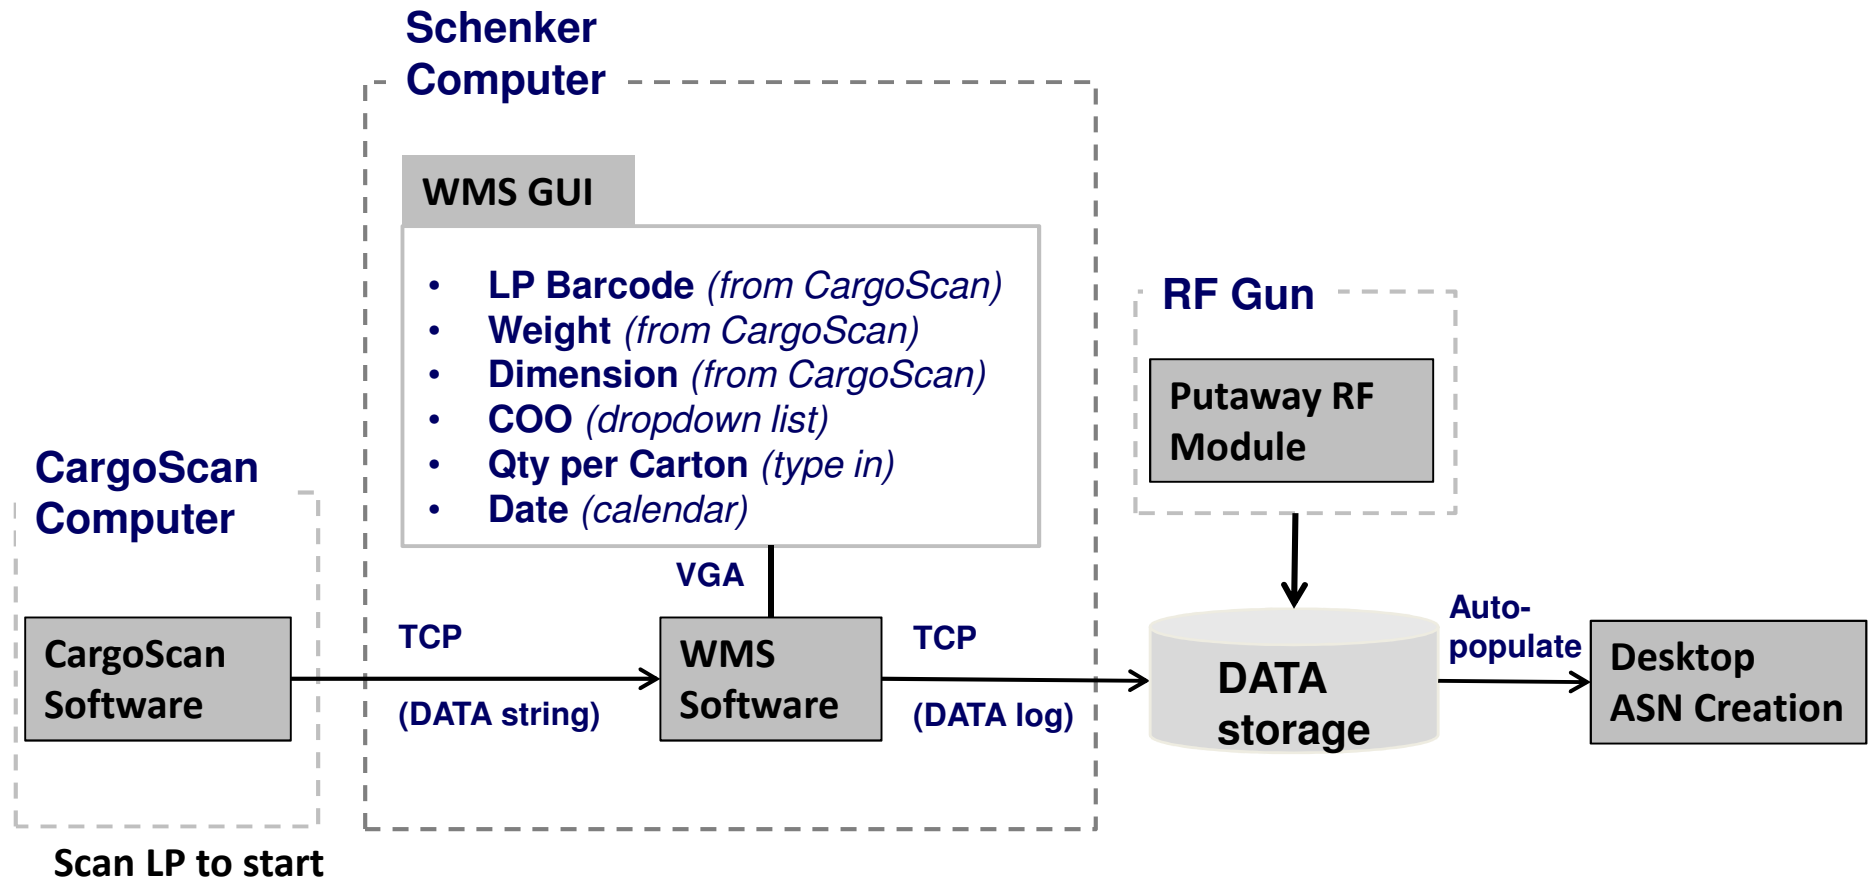 Schenker
Computer
WMS GUI
• LP Barcode (from CargoScan)
• Weight (from CargoScan)
• Dimension (from CargoScan)
• COO (dropdown list)
• Qty per Carton (type in)
• Date (calendar)
RF Gun
Putaway RF
Module
CargoScan
Computer
VGA
CargoScan
Software
TCP
(DATA string)
WMS
Software
TCP
(DATA log)
DATA
storage
Auto-
populate
Desktop
ASN Creation
Scan LP to start